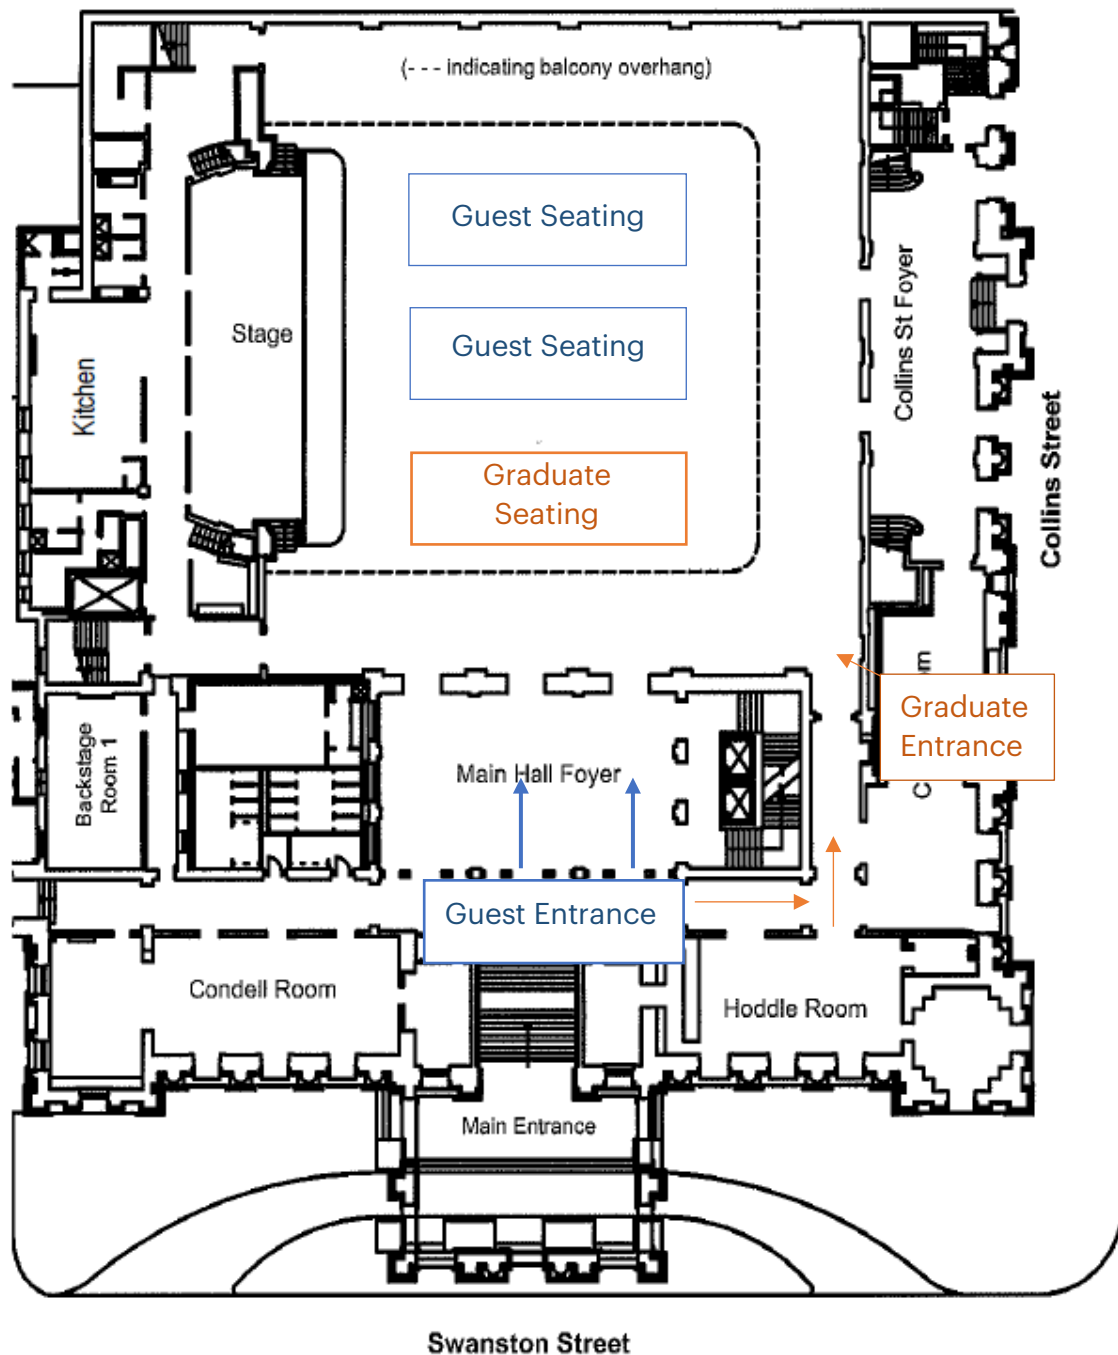 (- - - indicating balcony overhang)
Guest Seating
Guest Seating
Stage
Kitchen
Collins St Foyer
Collins Street
Graduate
Seating
Graduate
Entrance
Backstage
Room 1
Main Hall Foyer
Guest Entrance
Condell Room
Hoddle Room
Main Entrance
Swanston Street